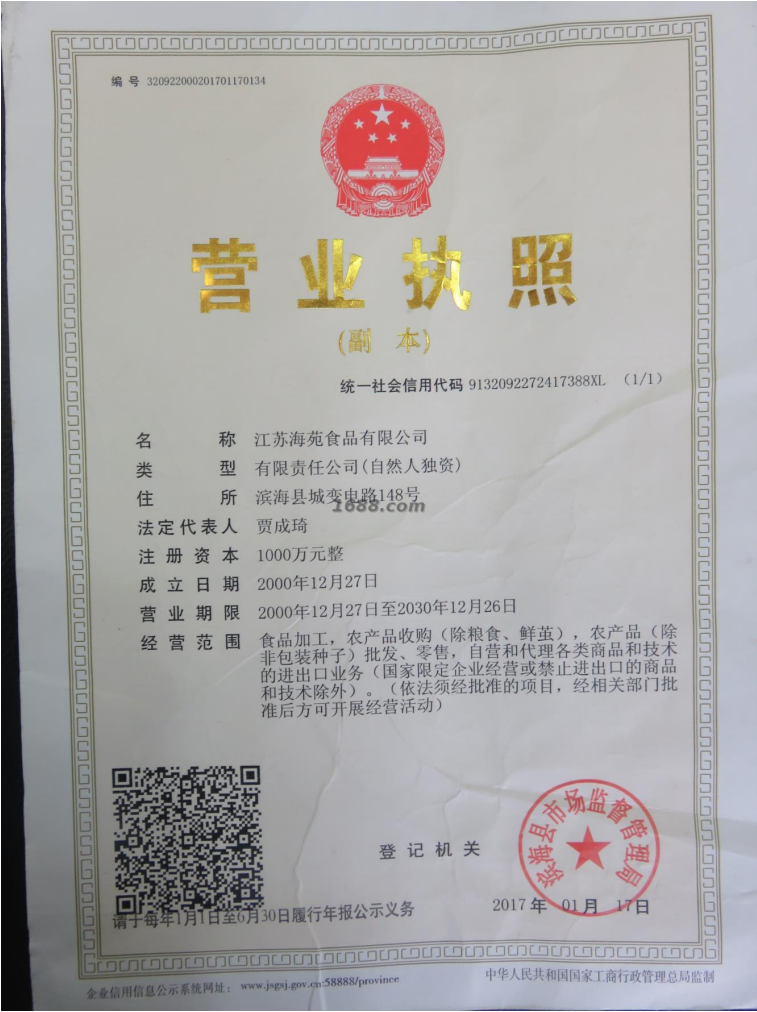 编 号 320922000201701170134
营业执照
(副 本)
统一社会信用代码 9132092272417388XL （1/1）
名 称 江苏海苑食品有限公司
类 型 有限责任公司(自然人独资)
住 所 滨海县城变电路148号
1688.com
法定代表人 贾成琦
注册资本 1000万元整
成立日期 2000年12月27日
营业期限 2000年12月27日至2030年12月26日
经营范围 食品加工，农产品收购（除粮食、鲜茧），农产品（除
非包装种子）批发、零售，自营和代理各类商品和技术
的进出口业务（国家限定企业经营或禁止进出口的商品
和技术除外）。（依法须经批准的项目，经相关部门批
准后方可开展经营活动）
滨海县市场监督管理局
登记机关
2017 年 01 月 17 日
请于每年1月1日至6月30日履行年报公示义务
企业信用信息公示系统网址： www.jsgsj.gov.cn:58888/province
中华人民共和国国家工商行政管理总局监制